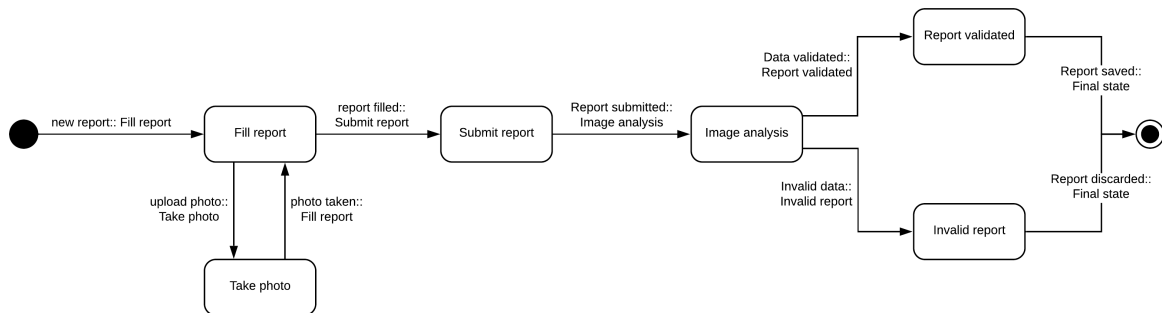 new report:: Fill report
Fill report
upload photo::
Take photo
photo taken::
Fill report
Take photo
report filled::
Submit report
Submit report
Report submitted::
Image analysis
Image analysis
Data validated::
Report validated
Report validated
Invalid data::
Invalid report
Invalid report
Report saved::
Final state
Report discarded::
Final state